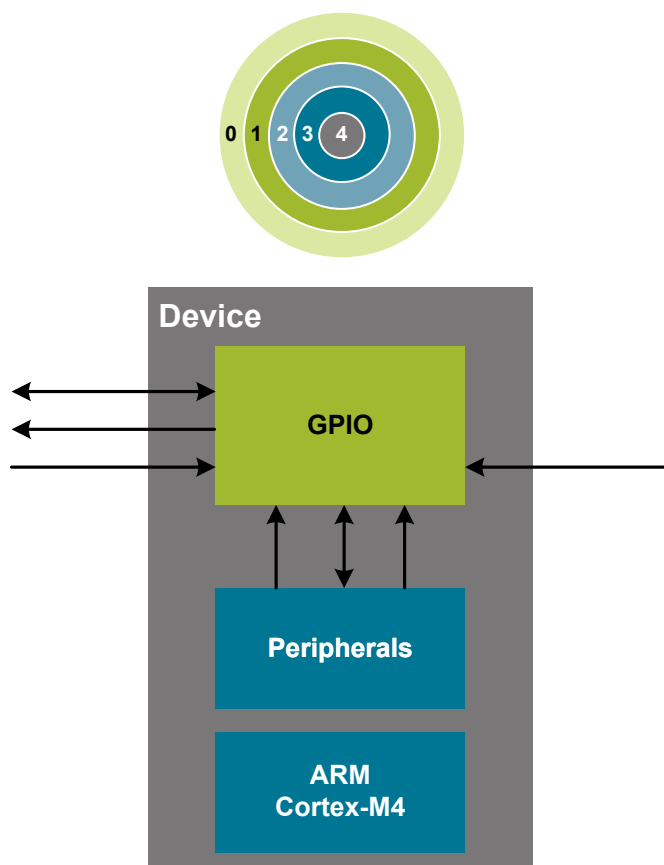 0 1 2 3 4
Device
GPIO
Peripherals
ARM
Cortex-M4